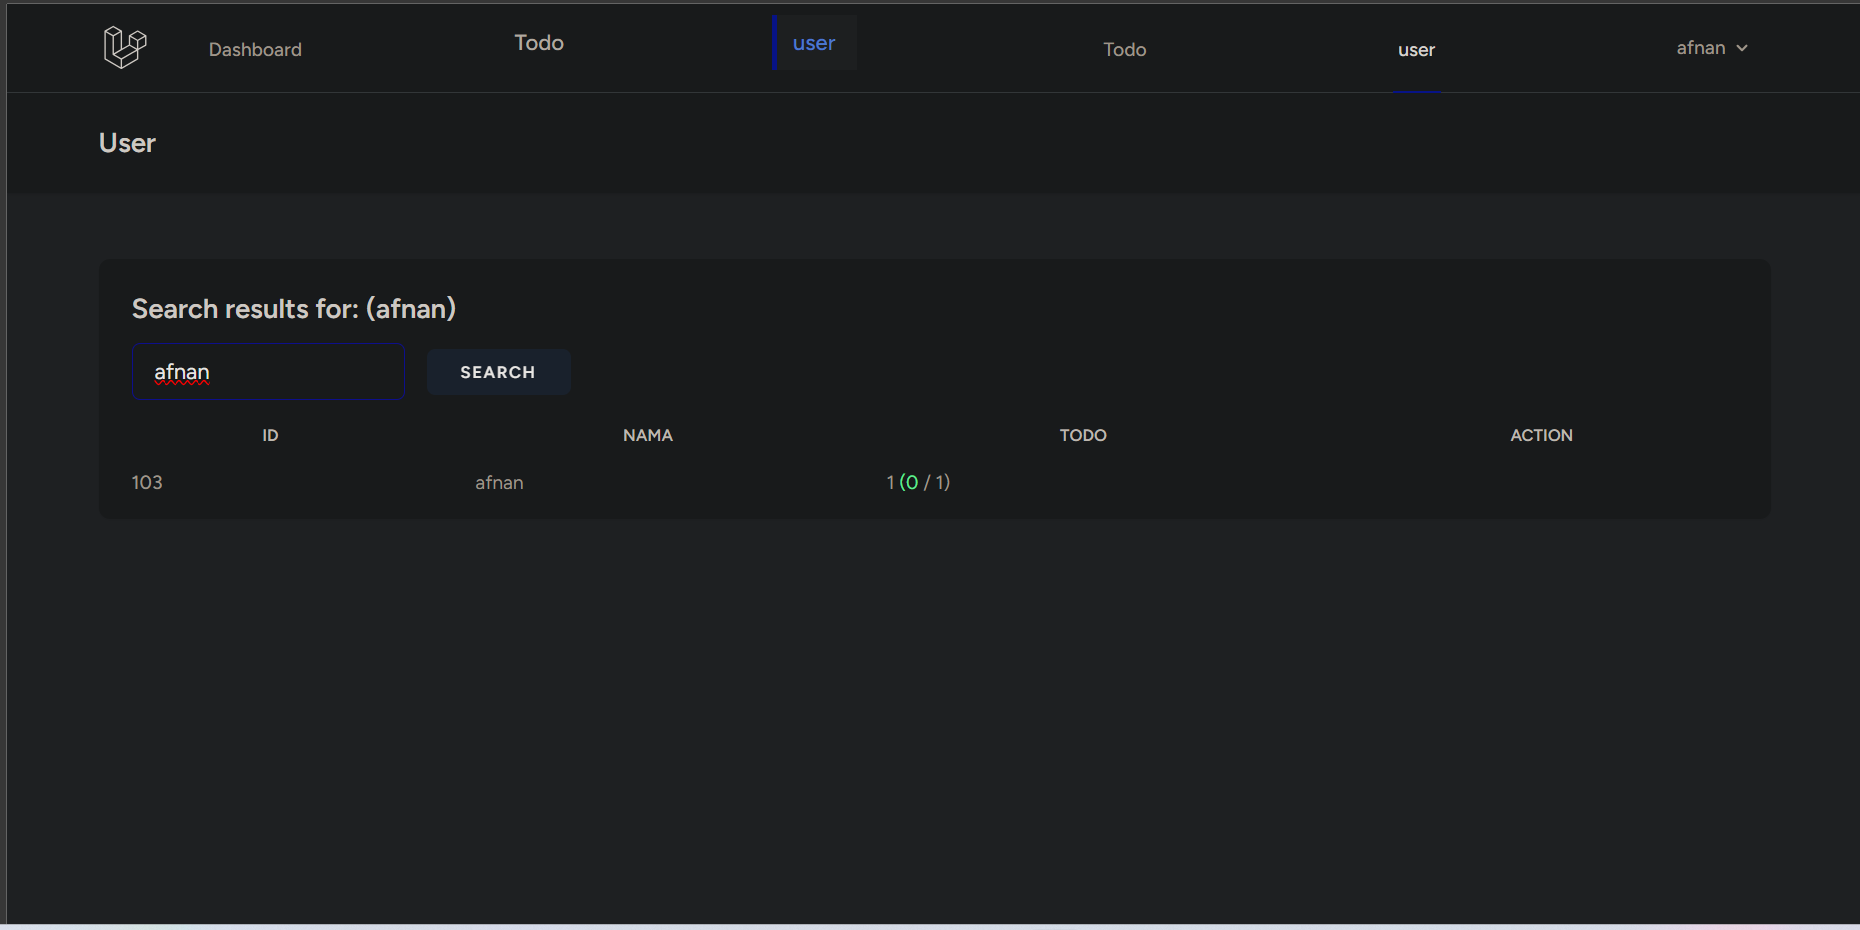 Dashboard Todo user Todo user afnan
User
Search results for: (afnan)
afnan SEARCH
ID NAMA TODO ACTION
103 afnan 1 (0 / 1)